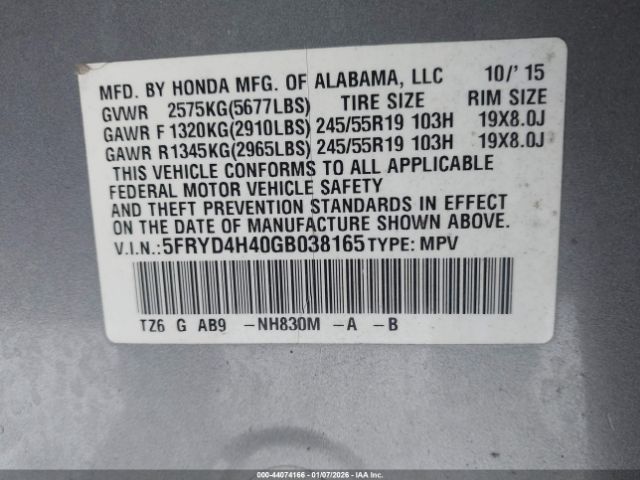 MFD. BY HONDA MFG. OF ALABAMA, LLC 10/' 15
GVWR 2575KG(5677LBS) TIRE SIZE RIM SIZE
GAWR F 1320KG(2910LBS) 245/55R19 103H 19X8.0J
GAWR R1345KG(2965LBS) 245/55R19 103H 19X8.0J
THIS VEHICLE CONFORMS TO ALL APPLICABLE
FEDERAL MOTOR VEHICLE SAFETY
AND THEFT PREVENTION STANDARDS IN EFFECT
ON THE DATE OF MANUFACTURE SHOWN ABOVE.
V.I.N.: 5FRYD4H40GB038165 TYPE: MPV
TZ6 G AB9 -NH830M -A -B
000-44074166 - 01/07/2026 - IAA Inc.